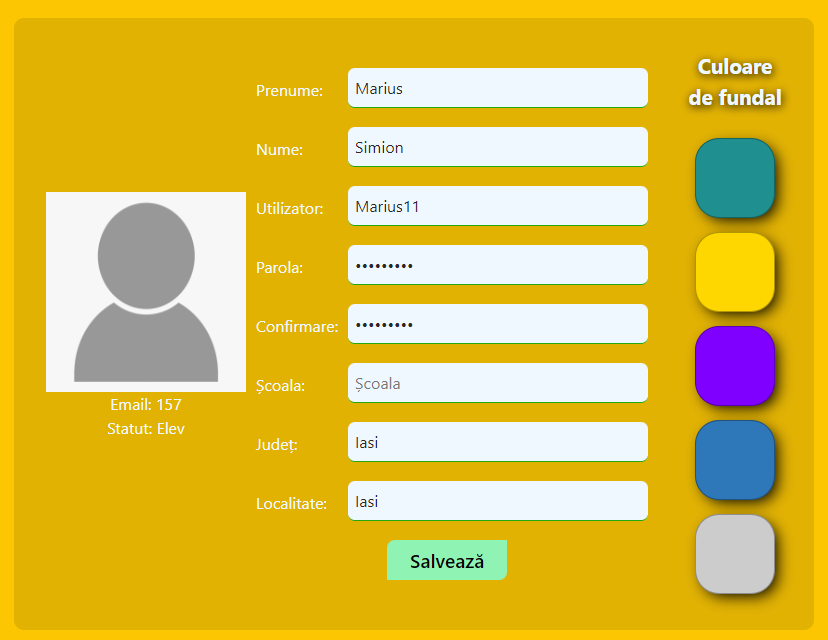 Culoare
de fundal
Prenume: Marius
Nume: Simion
Utilizator: Marius11
Parola: •••••••••
Confirmare: •••••••••
Școala: Școala
Județ: Iasi
Localitate: Iasi
Email: 157
Statut: Elev
Salvează